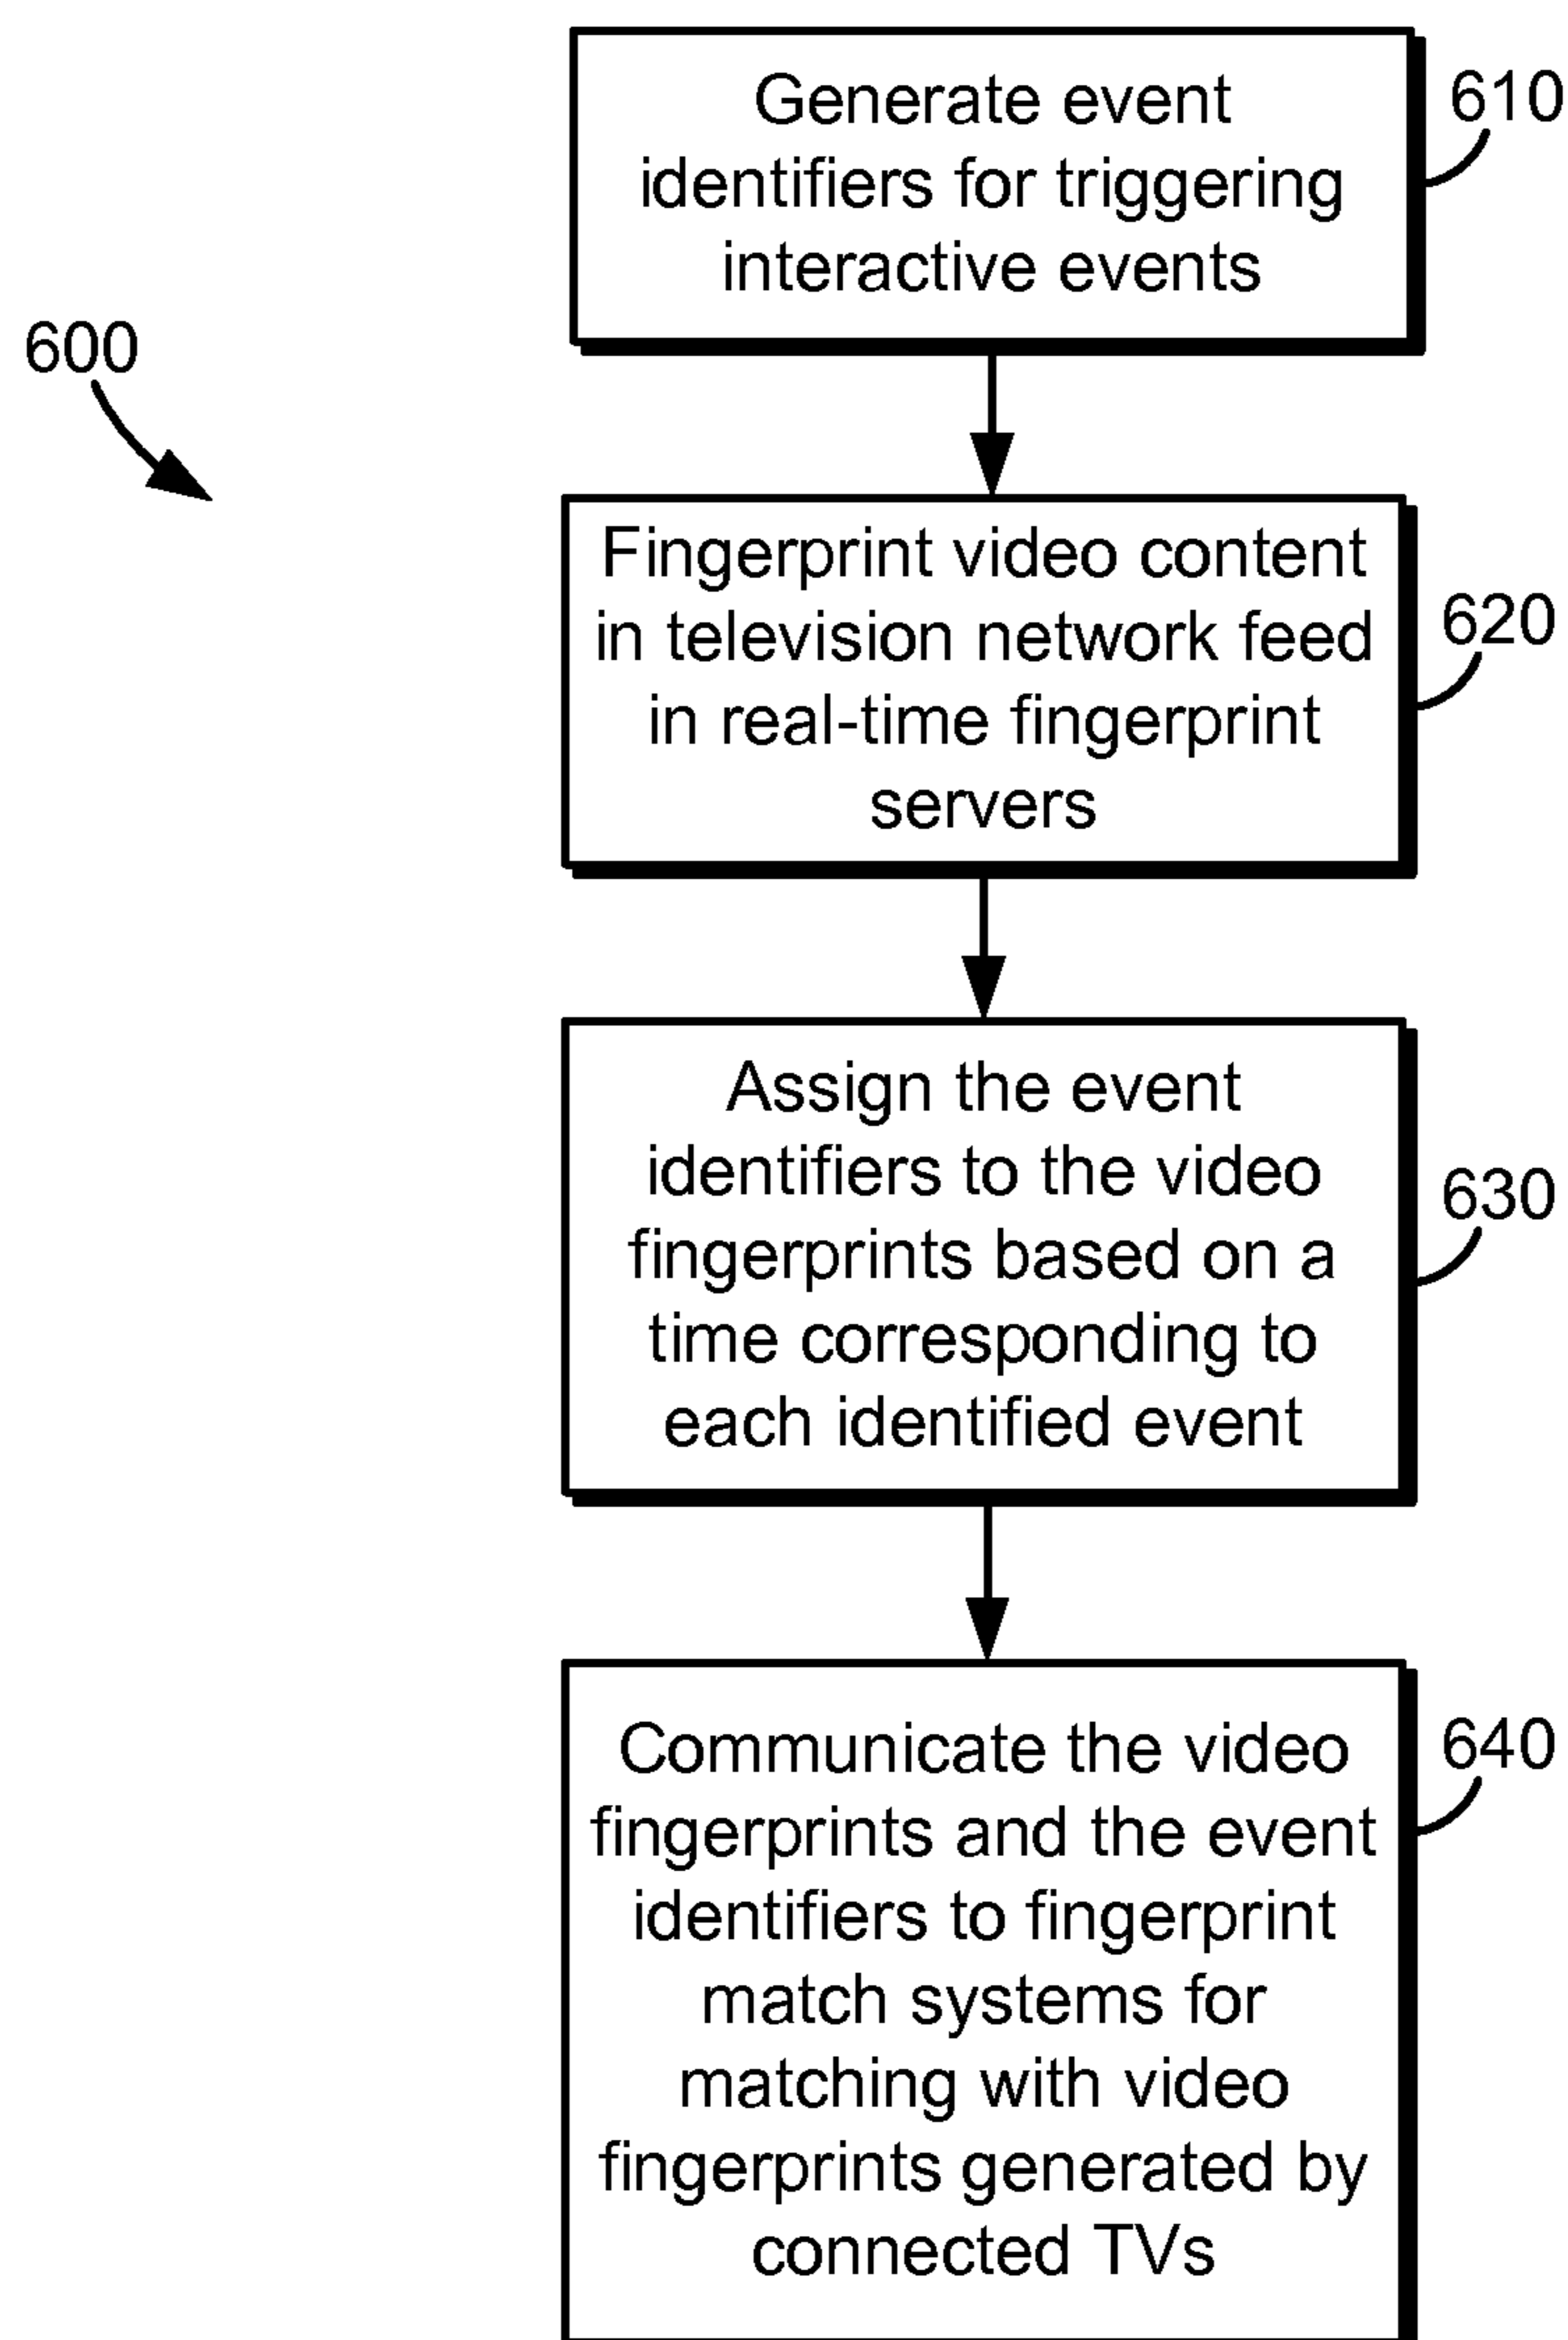 Generate event
identifiers for triggering
interactive events
610
600
Fingerprint video content
in television network feed
in real-time fingerprint
servers
620
Assign the event
identifiers to the video
fingerprints based on a
time corresponding to
each identified event
630
Communicate the video
fingerprints and the event
identifiers to fingerprint
match systems for
matching with video
fingerprints generated by
connected TVs
640